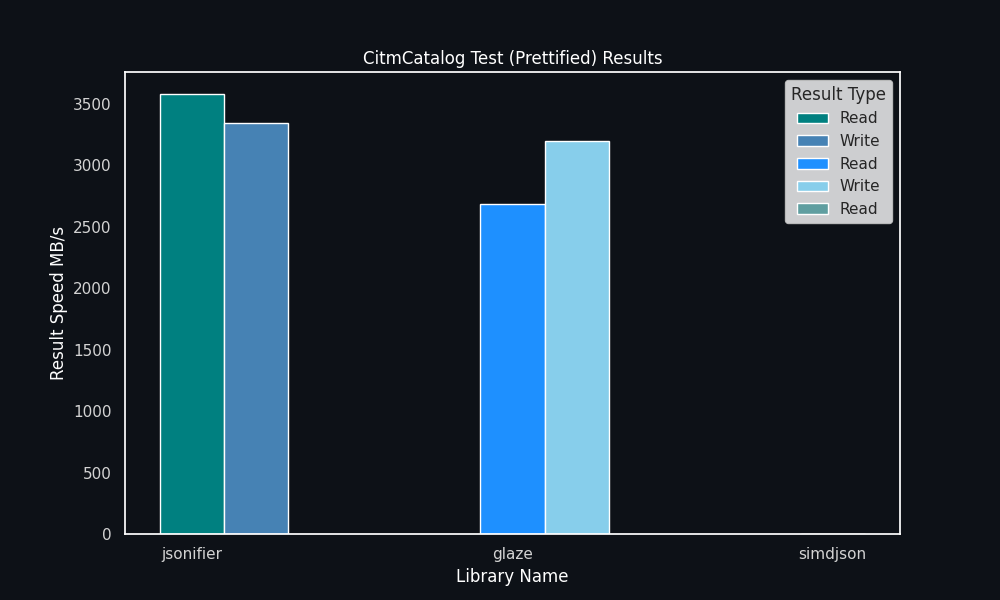 CitmCatalog Test (Prettified) Results
Result Type
Read
Write
Read
Write
Read
3500
3000
2500
2000
1500
1000
500
0
Result Speed MB/s
jsonifier
glaze
simdjson
Library Name